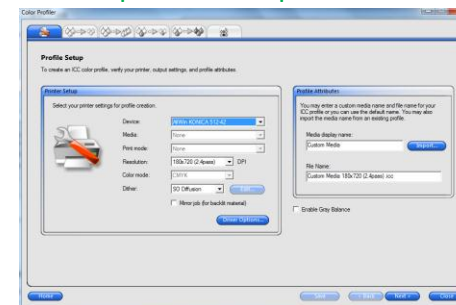 Color Profiler
Profile Setup
To create an ICC color profile, verify your printer, output settings, and profile attributes.
Printer Setup
Select your printer settings for profile creation.
Device:
KONICA 512-42
Media:
None
Print mode:
None
Resolution:
180x720 (2.4pass)
DPI
Color mode:
CMYK
Dither:
SO Diffusion
Edit...
Mirror job (for backlit material)
Driver Options...
Profile Attributes
You may enter a custom media name and file name for your
ICC profile or you can use the default name. You may also
import the media name from an existing profile.
Media display name:
Custom Media
Import...
File Name:
Custom Media 180x720 (2.4pass).icc
Enable Gray Balance
Home
Save
< Back
Next >
Close